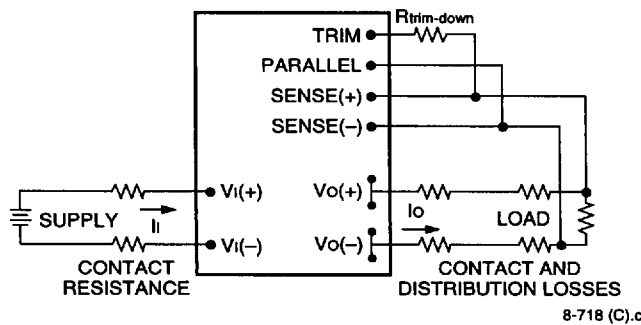 Rtrim-down
TRIM
PARALLEL
SENSE(+)
SENSE(–)
VI(+)
VO(+)
SUPPLY
II
IO
LOAD
VI(–)
VO(–)
CONTACT
RESISTANCE
CONTACT AND
DISTRIBUTION LOSSES
8-718 (C).c